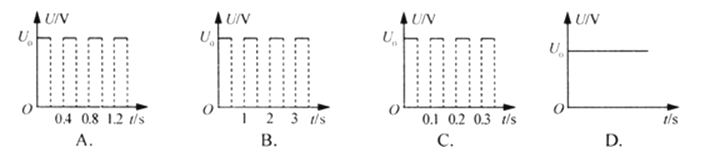 U/V U/V U/V U/V
U₀ U₀ U₀ U₀
O 0.4 0.8 1.2 t/s O 1 2 3 t/s O 0.1 0.2 0.3 t/s O t/s
A. B. C. D.